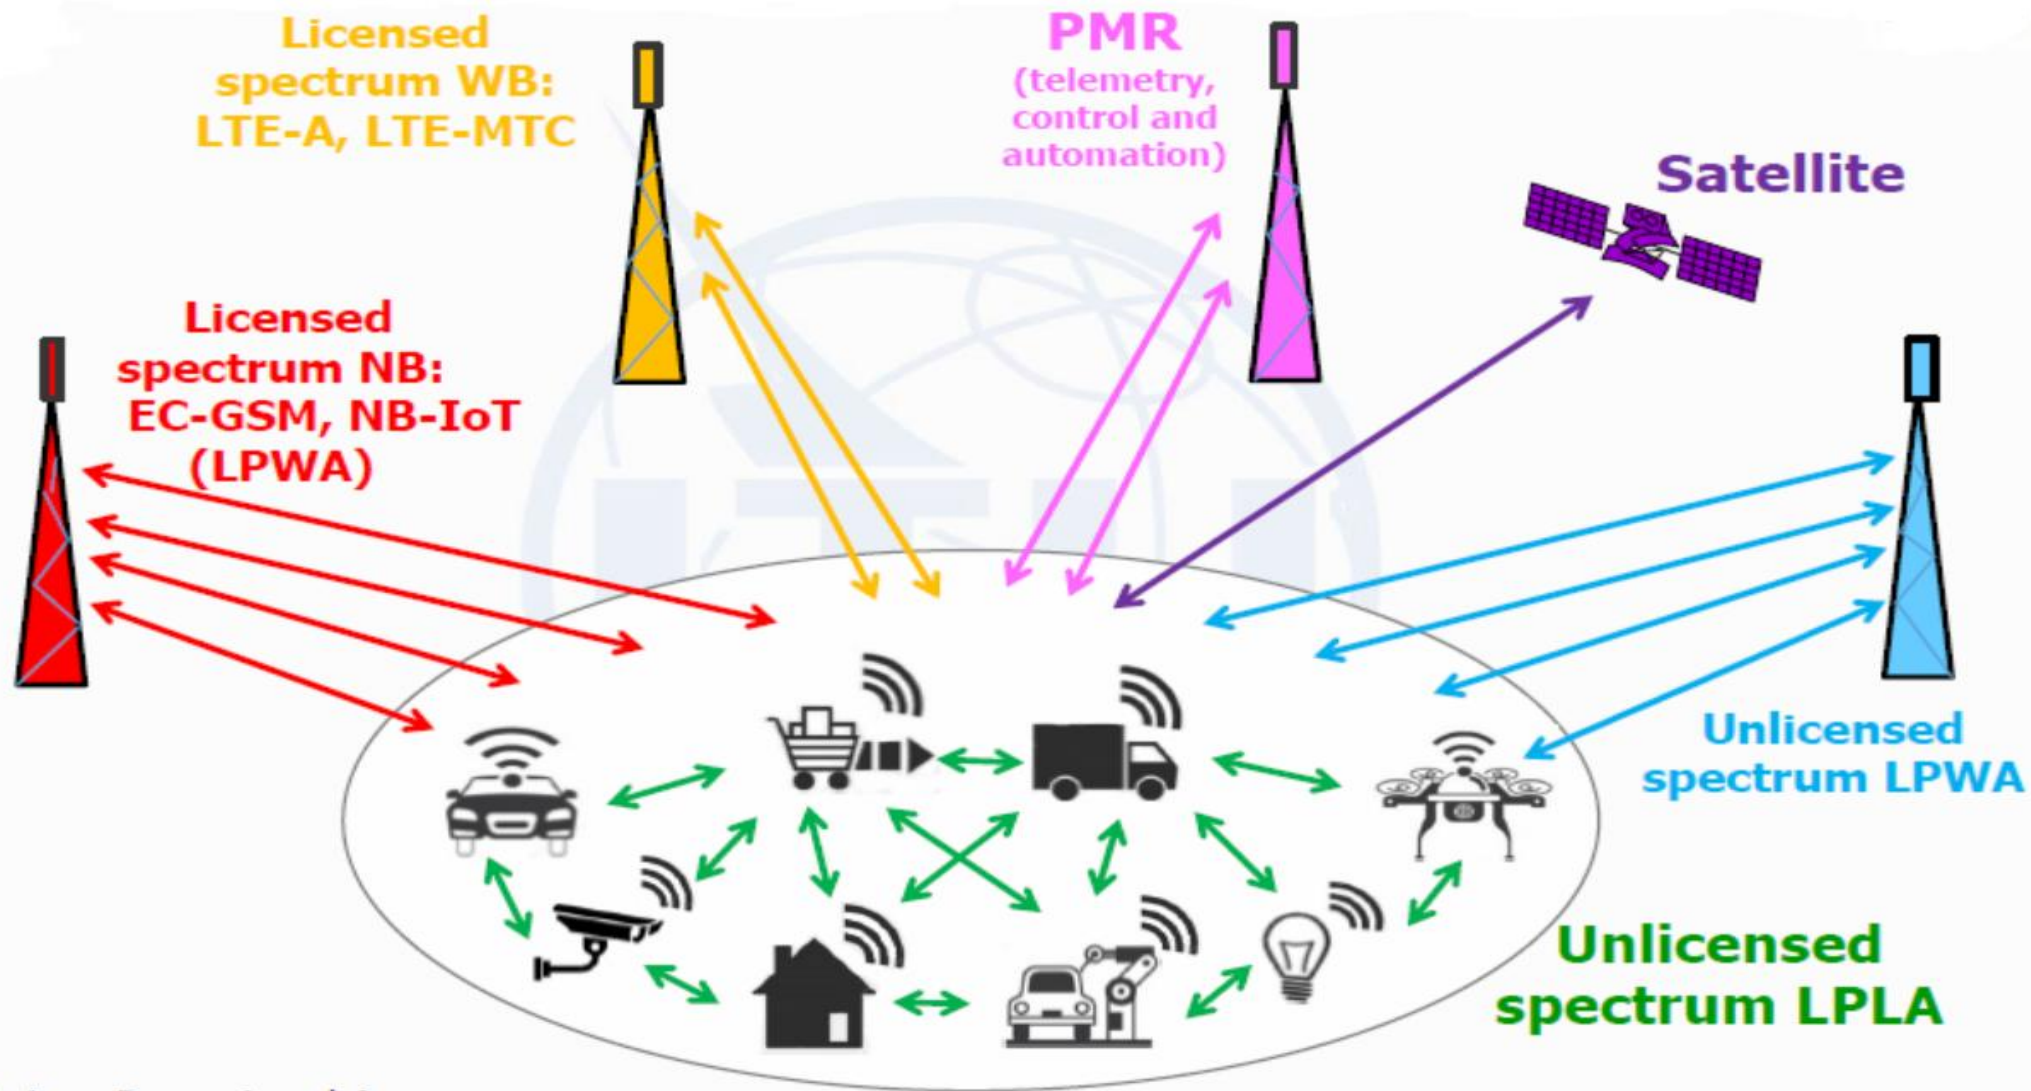 Licensed
spectrum WB:
LTE-A, LTE-MTC
PMR
(telemetry,
control and
automation)
Satellite
Licensed
spectrum NB:
EC-GSM, NB-IoT
(LPWA)
ITU
Unlicensed
spectrum LPWA
Unlicensed
spectrum LPLA